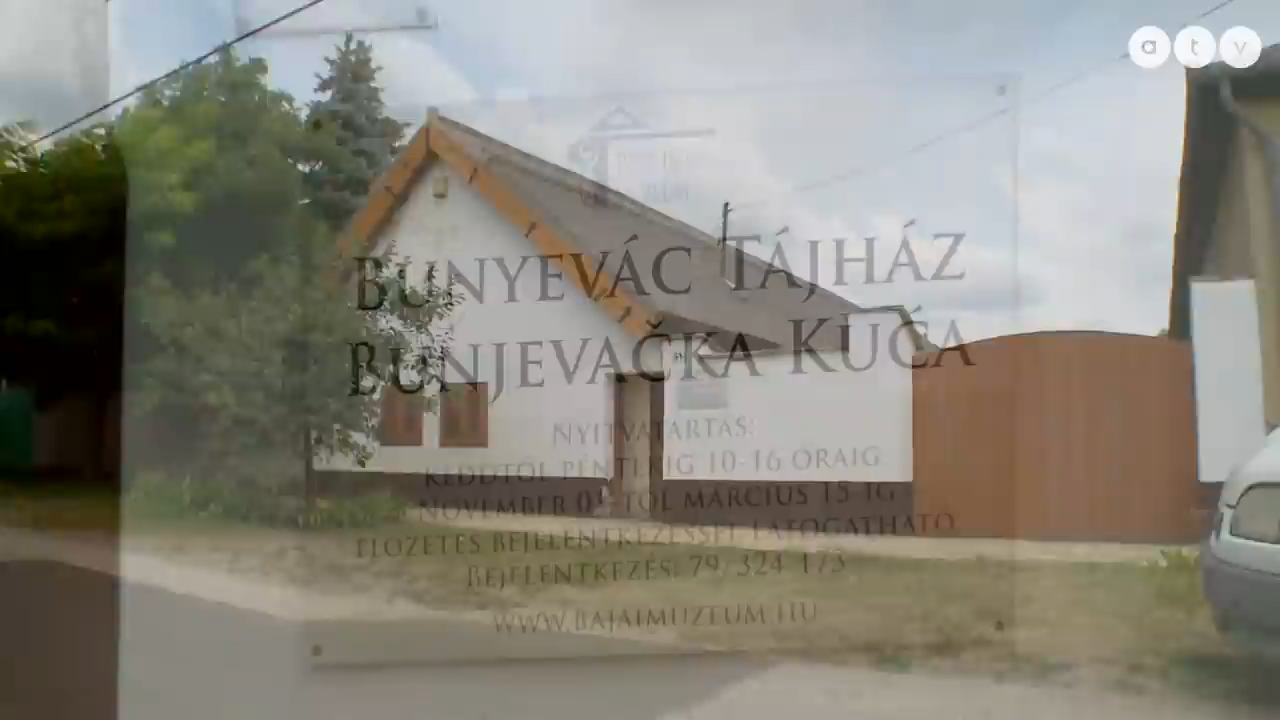 atv
BUNYEVÁC TÁJHÁZ
BUNJEVAČKA KUĆA
NYITVATARTÁS:
KEDDTŐL PÉNTEKIG 10-16 ÓRÁIG
NOVEMBER 01-TŐL MÁRCIUS 15-IG
ELŐZETES BEJELENTKEZÉSSEL LÁTOGATHATÓ
BEJELENTKEZÉS: 79/324 173
WWW.BAJAIMUZEUM.HU